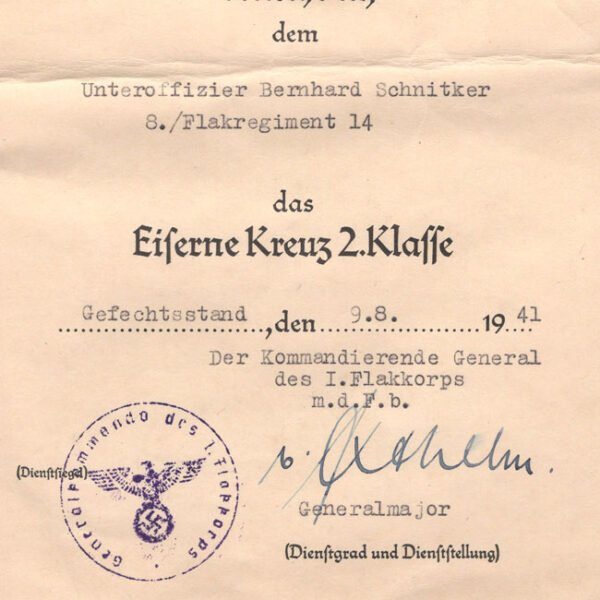 dem
Unteroffizier Bernhard Schnitker
8./Flakregiment 14
das
Eiserne Kreuz 2.Klasse
Gefechtsstand, den 9.8. 1941
Der Kommandierende General
des I.Flakkorps
m.d.F.b.
(Dienstsiegel)
Generalkommando des I. Flakkorps
Generalmajor
(Dienstgrad und Dienststellung)